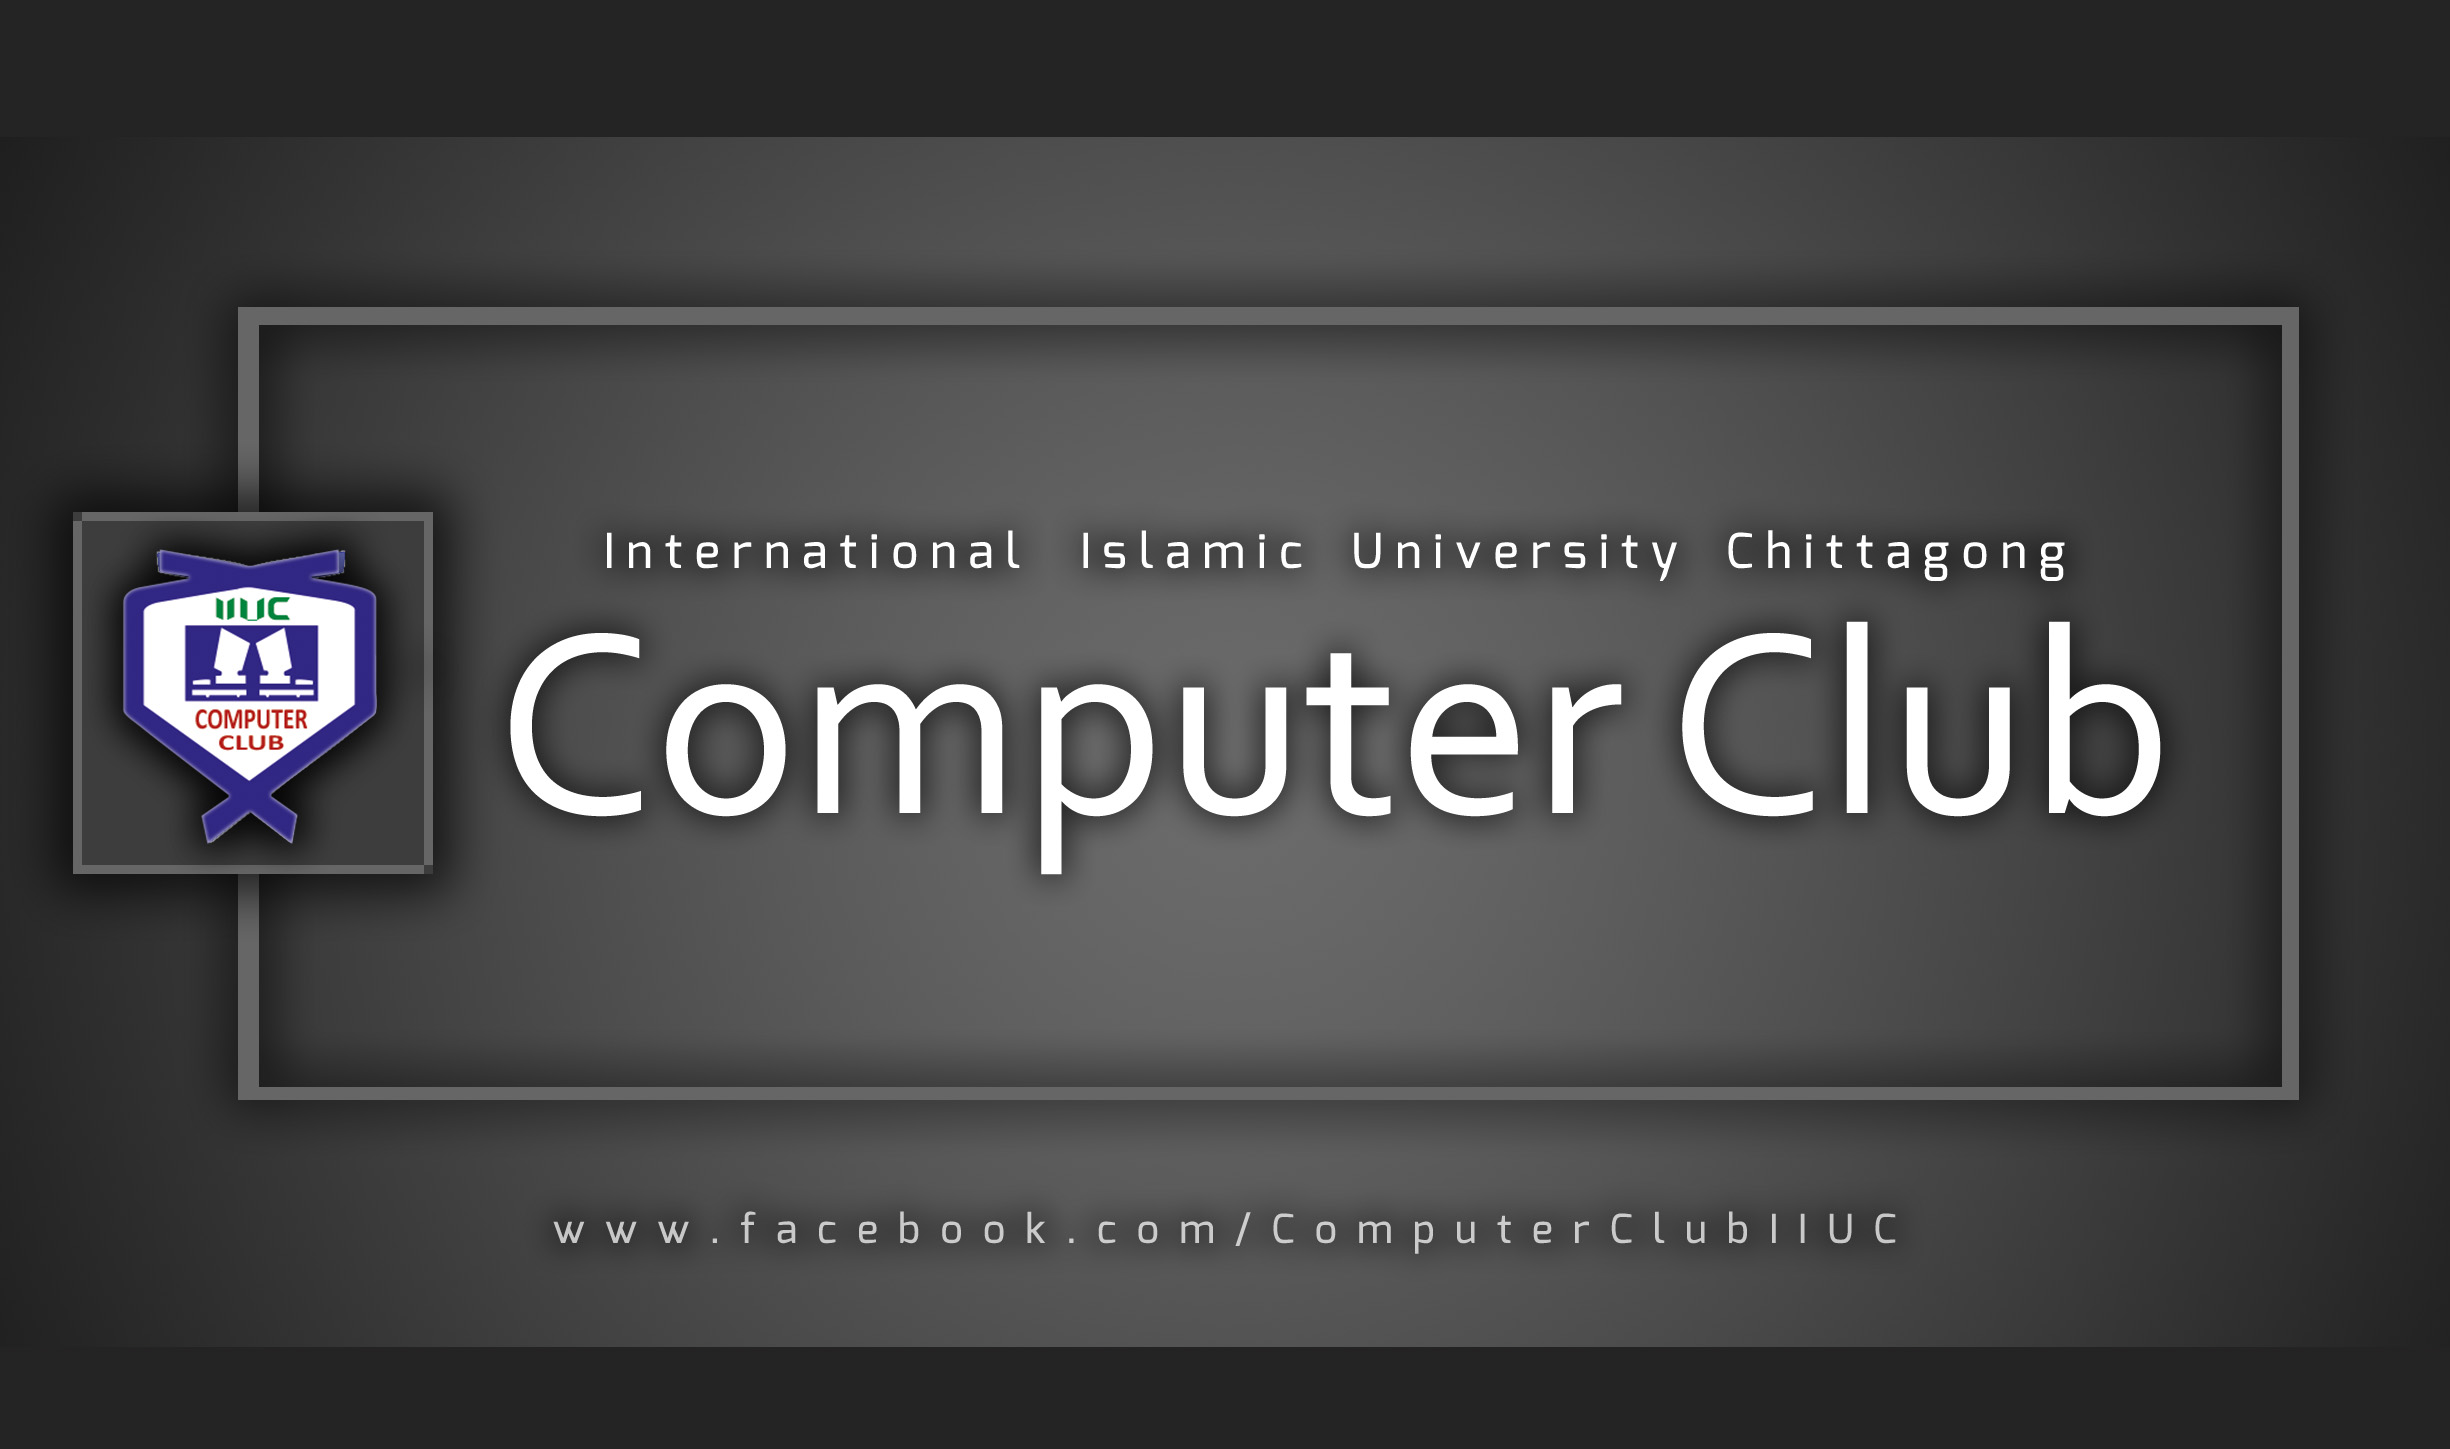 International Islamic University Chittagong
Computer Club
IIUC
COMPUTER
CLUB
www.facebook.com/ComputerClubIIUC